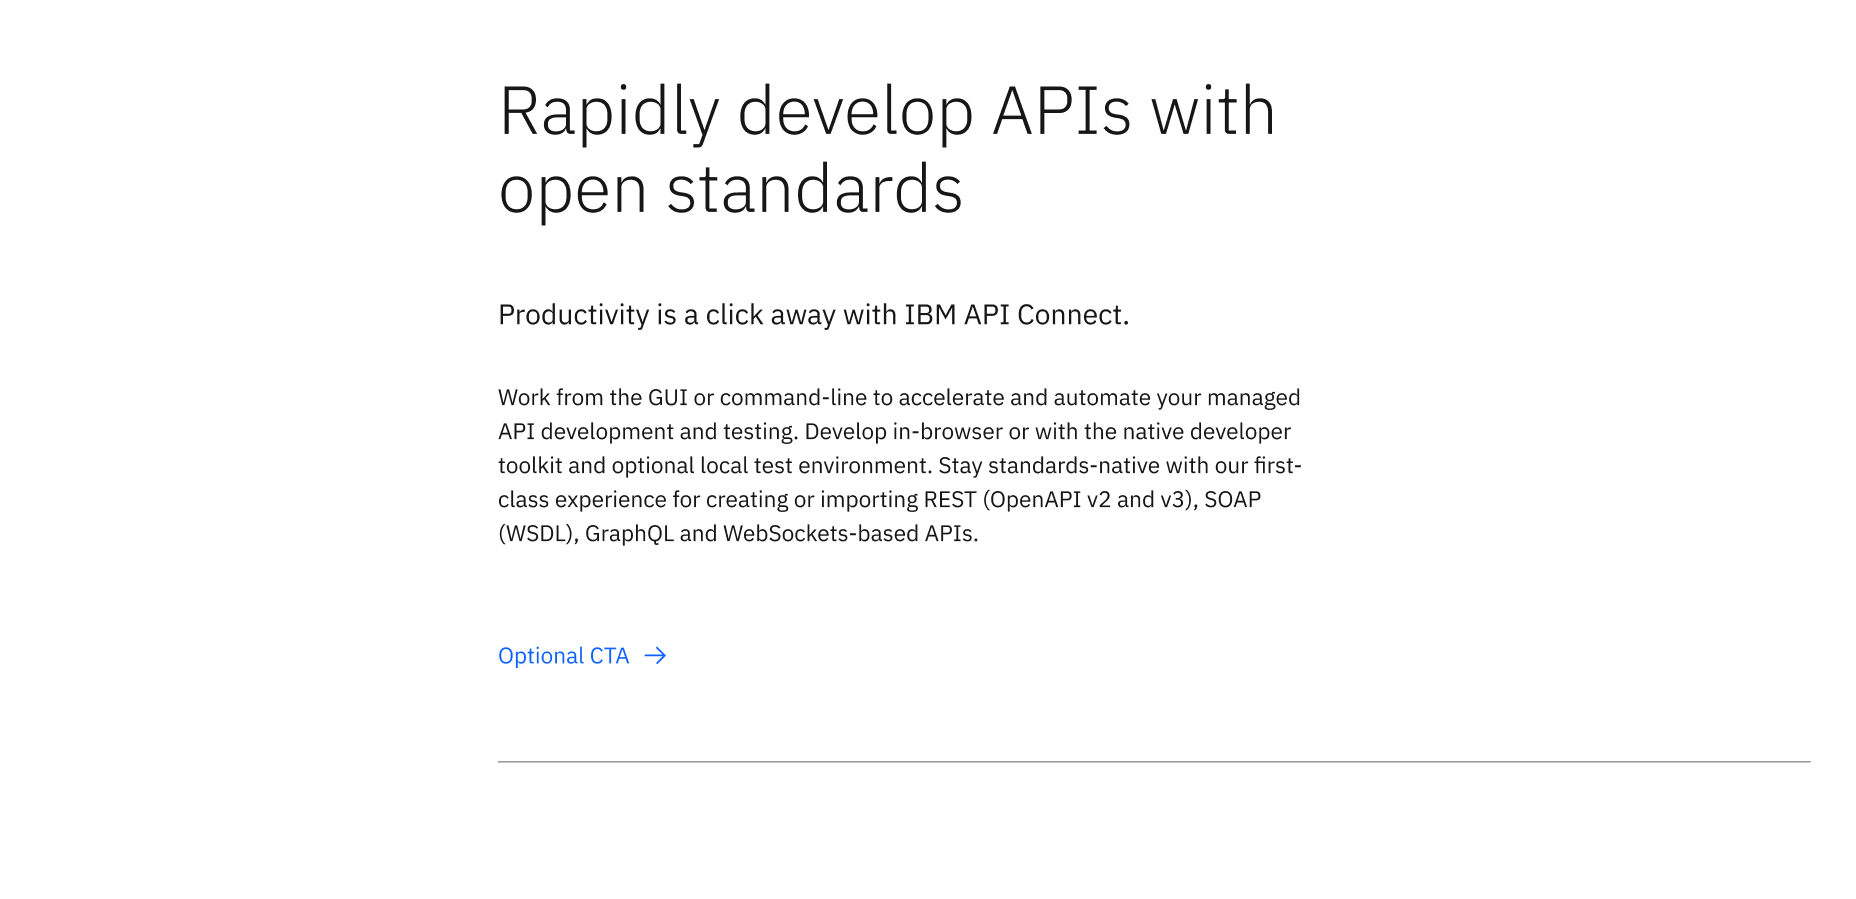 Rapidly develop APIs with
open standards
Productivity is a click away with IBM API Connect.
Work from the GUI or command-line to accelerate and automate your managed
API development and testing. Develop in-browser or with the native developer
toolkit and optional local test environment. Stay standards-native with our first-
class experience for creating or importing REST (OpenAPI v2 and v3), SOAP
(WSDL), GraphQL and WebSockets-based APIs.
Optional CTA →